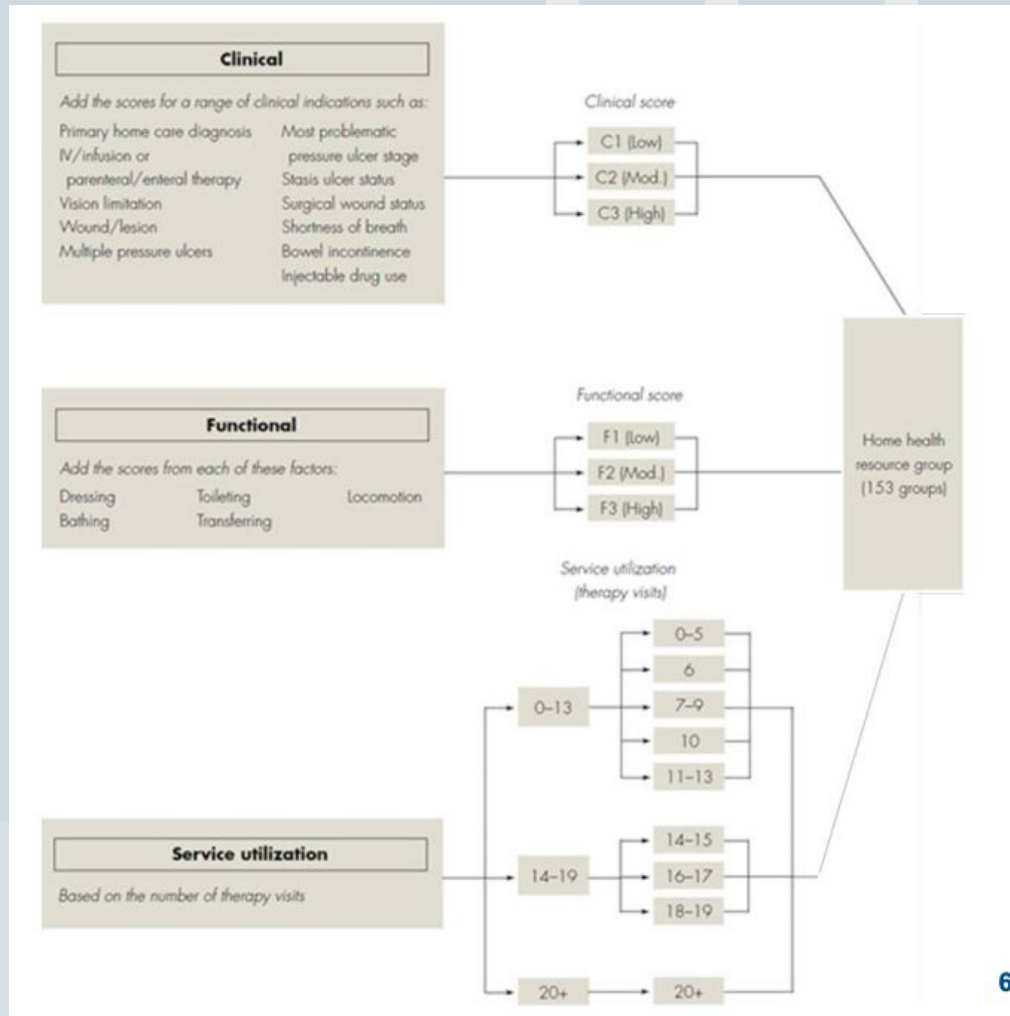 Clinical
Add the scores for a range of clinical indications such as:
Primary home care diagnosis
IV/infusion or
parenteral/enteral therapy
Vision limitation
Wound/lesion
Multiple pressure ulcers
Most problematic
pressure ulcer stage
Stasis ulcer status
Surgical wound status
Shortness of breath
Bowel incontinence
Injectable drug use
Clinical score
C1 (Low)
C2 (Mod.)
C3 (High)
Functional
Add the scores from each of these factors:
Dressing
Bathing
Toileting
Transferring
Locomotion
Functional score
F1 (Low)
F2 (Mod.)
F3 (High)
Home health
resource group
(153 groups)
Service utilization
(therapy visits)
Service utilization
Based on the number of therapy visits
0–13
0–5
6
7–9
10
11–13
14–19
14–15
16–17
18–19
20+
20+
6